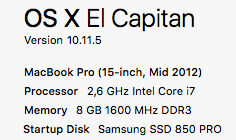 OS X El Capitan
Version 10.11.5
MacBook Pro (15-inch, Mid 2012)
Processor 2,6 GHz Intel Core i7
Memory 8 GB 1600 MHz DDR3
Startup Disk Samsung SSD 850 PRO